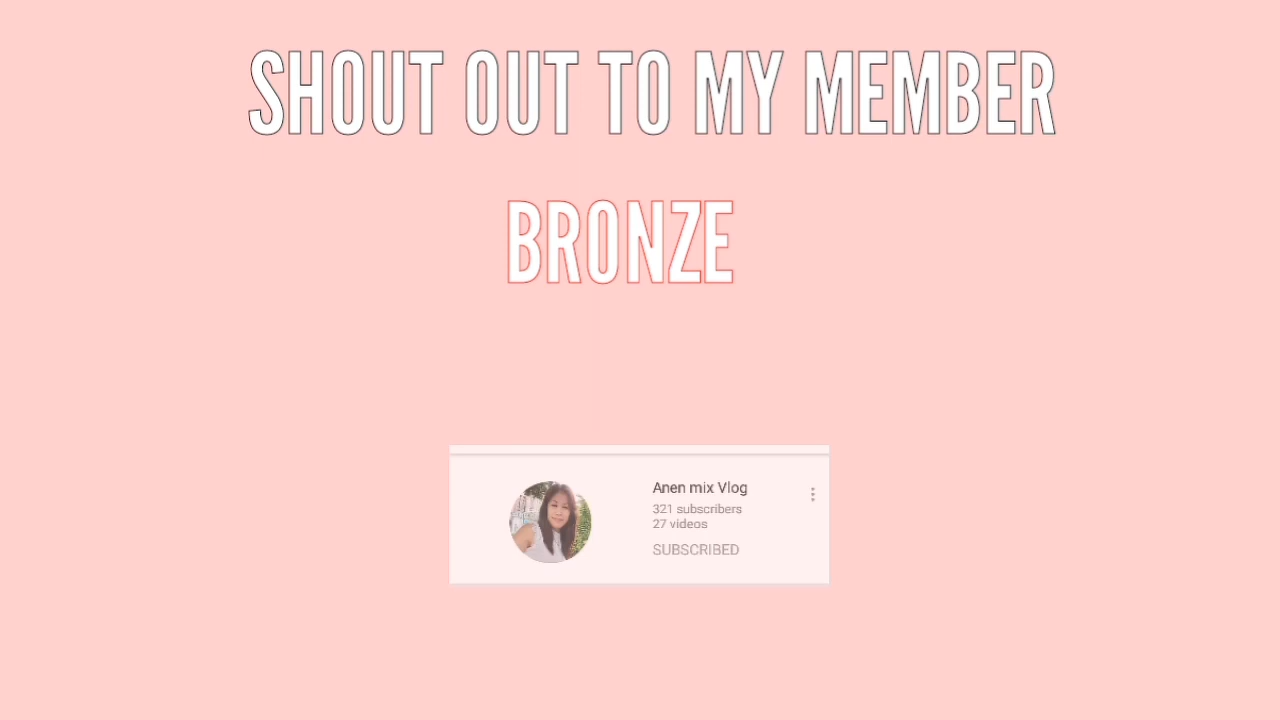 SHOUT OUT TO MY MEMBER
BRONZE
Anen mix Vlog
321 subscribers
27 videos
SUBSCRIBED